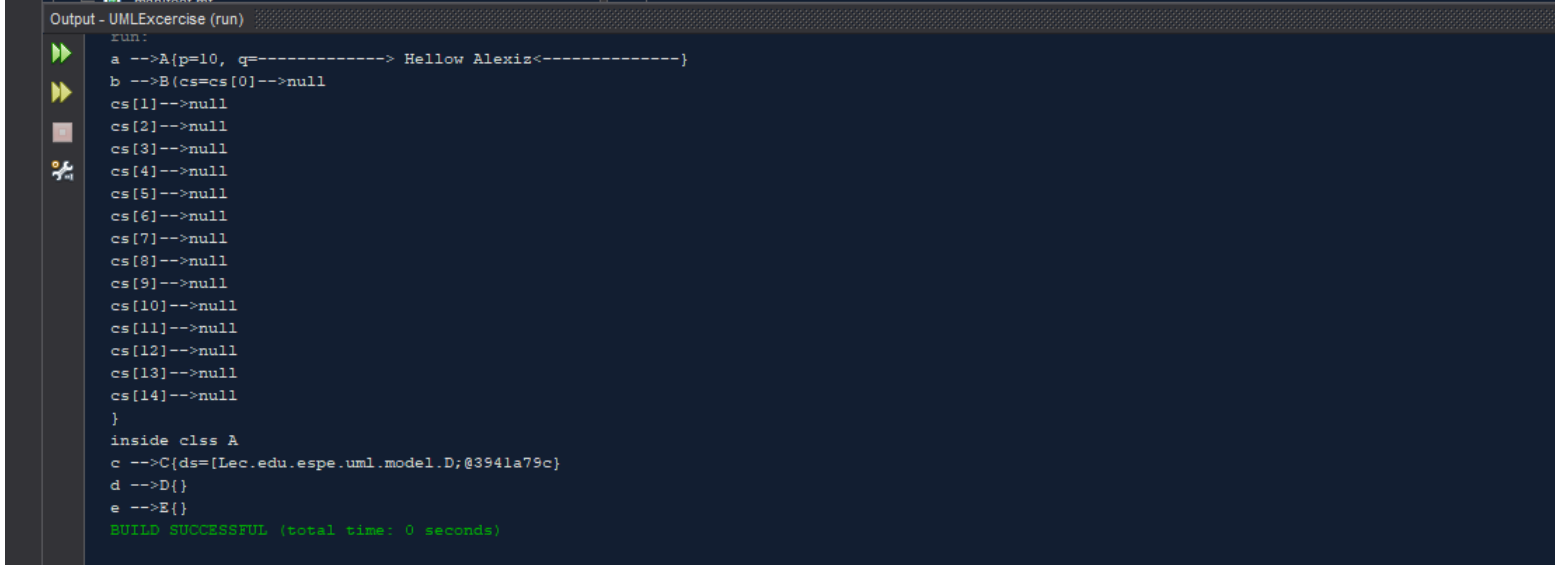 Output - UMLExcercise (run)
run:
a -->A{p=10, q=-------------> Hellow Alexiz<--------------}
b -->B(cs=cs[0]-->null
cs[1]-->null
cs[2]-->null
cs[3]-->null
cs[4]-->null
cs[5]-->null
cs[6]-->null
cs[7]-->null
cs[8]-->null
cs[9]-->null
cs[10]-->null
cs[11]-->null
cs[12]-->null
cs[13]-->null
cs[14]-->null
}
inside clss A
c -->C{ds=[Lec.edu.espe.uml.model.D;@3941a79c}
d -->D{}
e -->E{}
BUILD SUCCESSFUL (total time: 0 seconds)